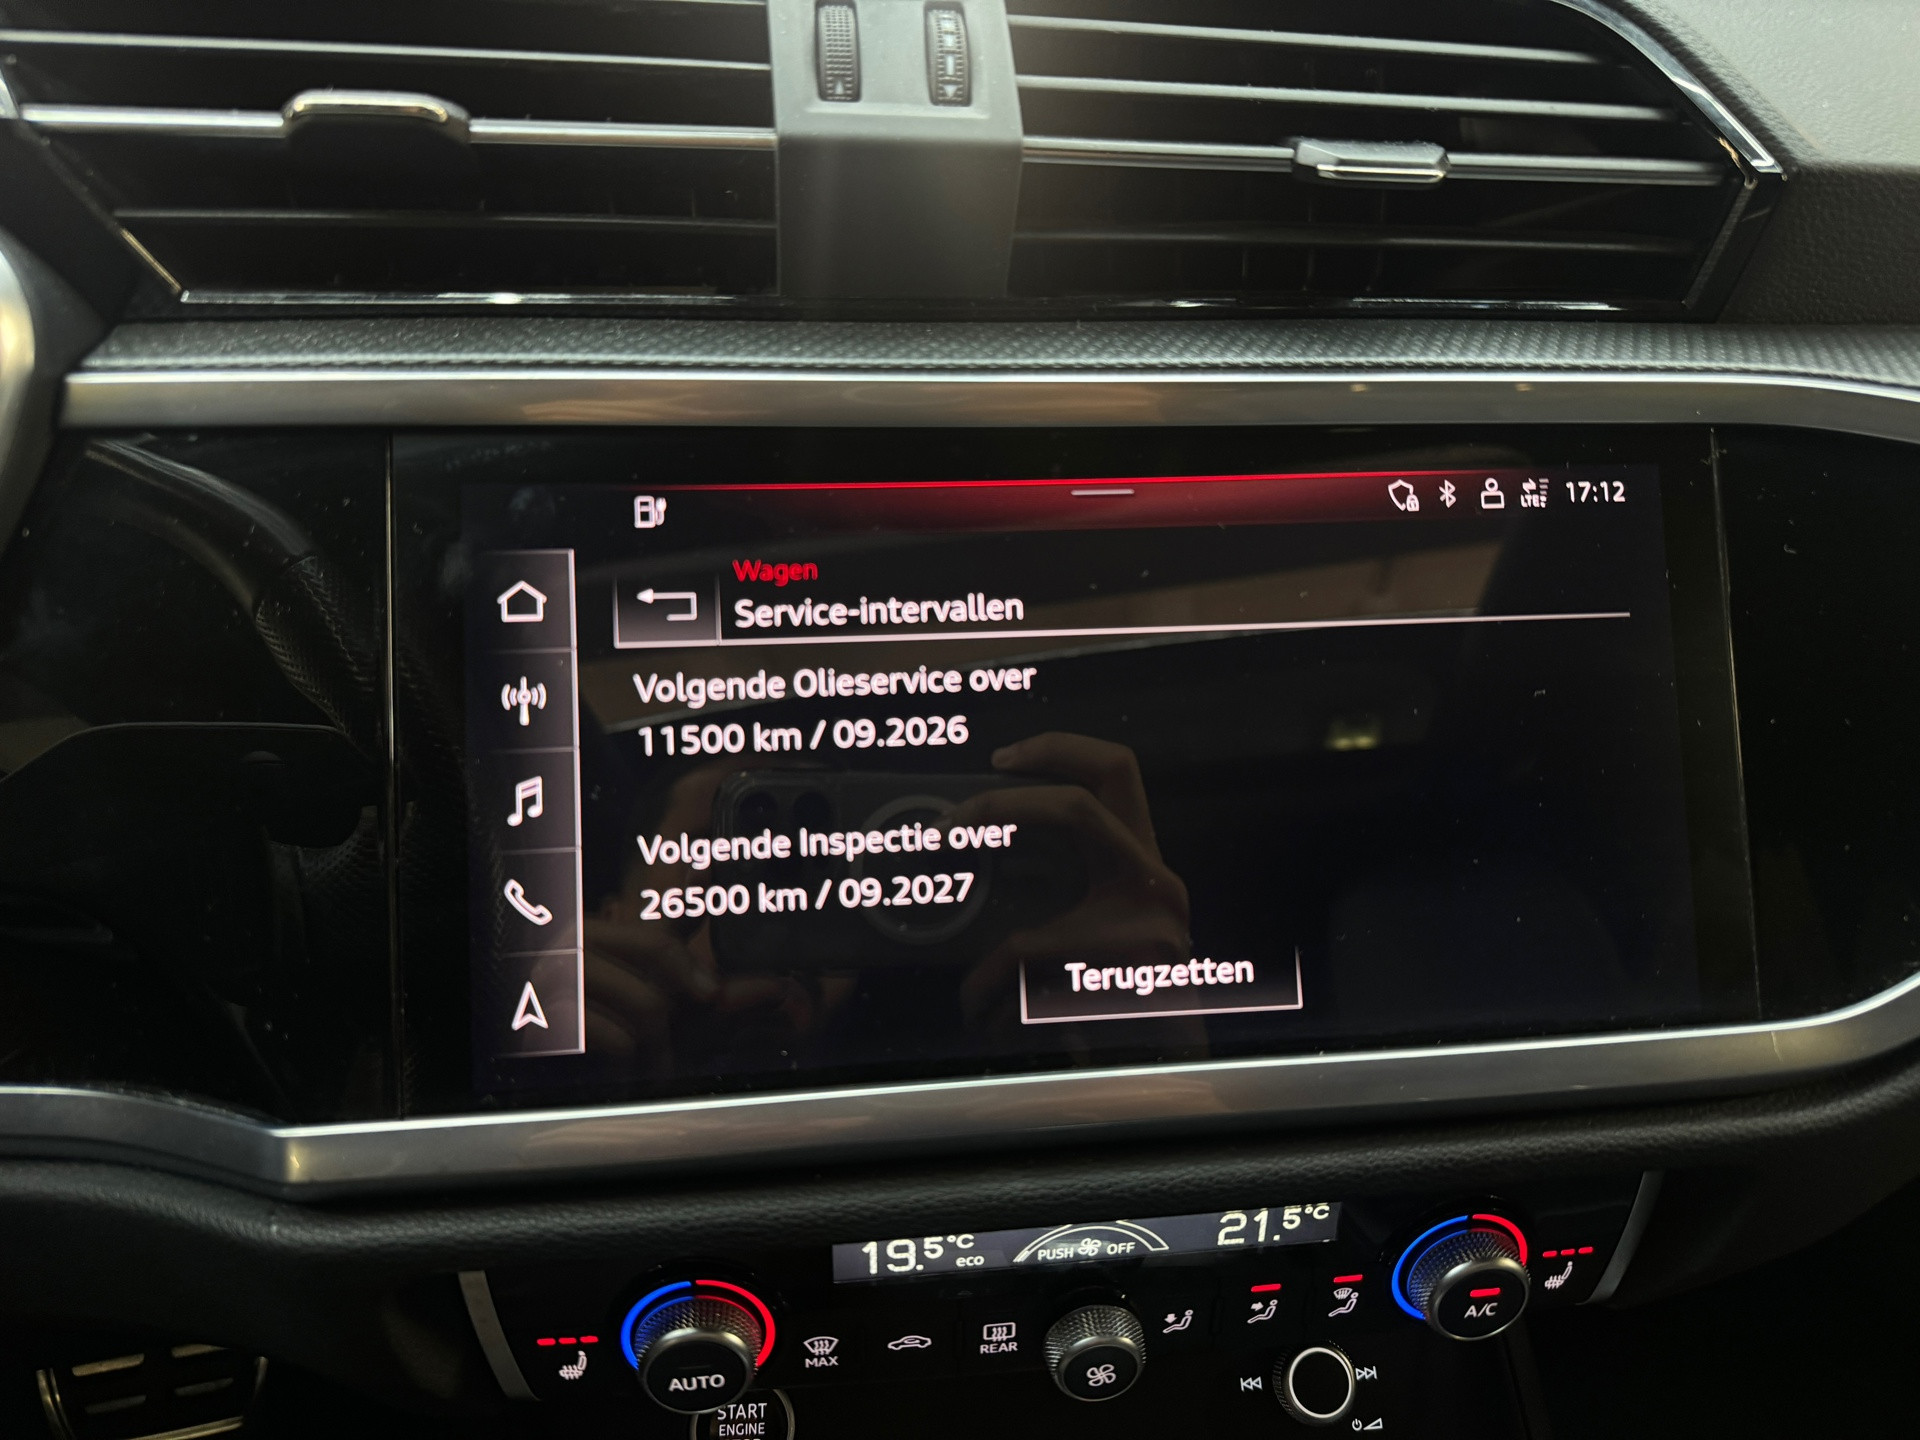 LTE 17:12
Wagen
Service-intervallen
Volgende Olieservice over
11500 km / 09.2026
Volgende Inspectie over
26500 km / 09.2027
Terugzetten
19.5°C eco PUSH OFF 21.5°C
AUTO MAX REAR A/C
START
ENGINE